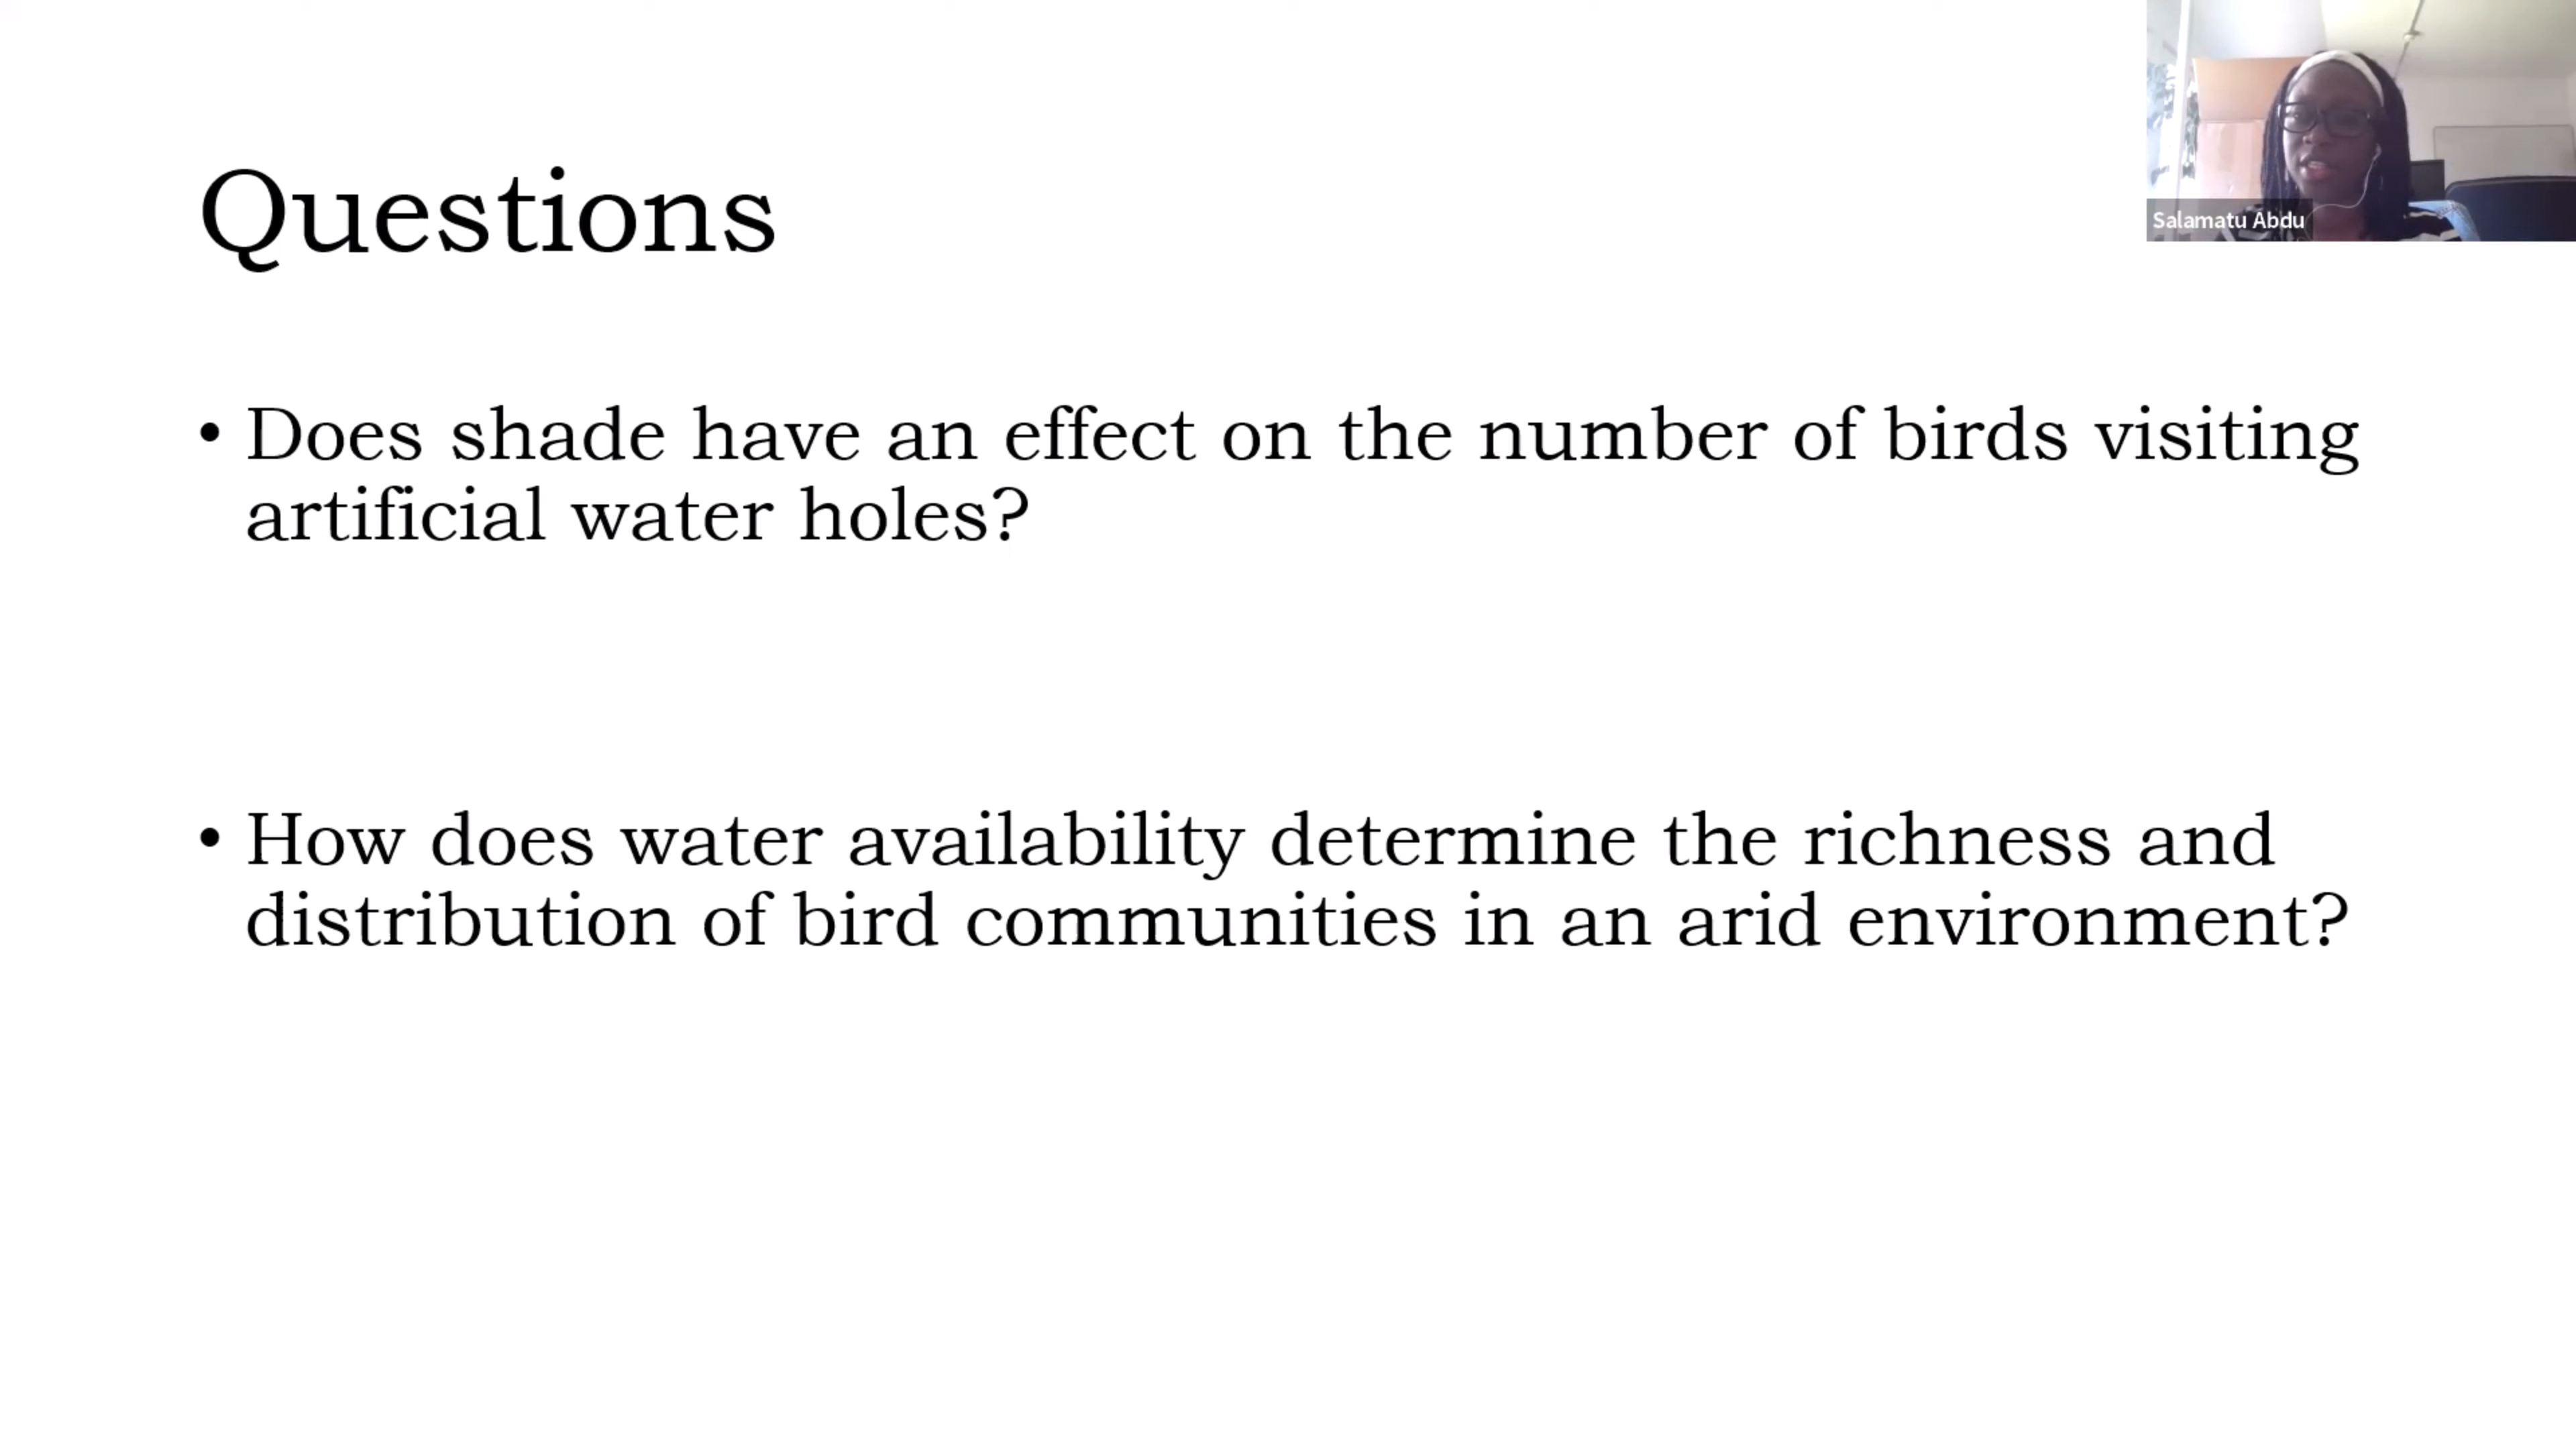 Questions
• Does shade have an effect on the number of birds visiting
artificial water holes?
• How does water availability determine the richness and
distribution of bird communities in an arid environment?
Salamatu Abdu